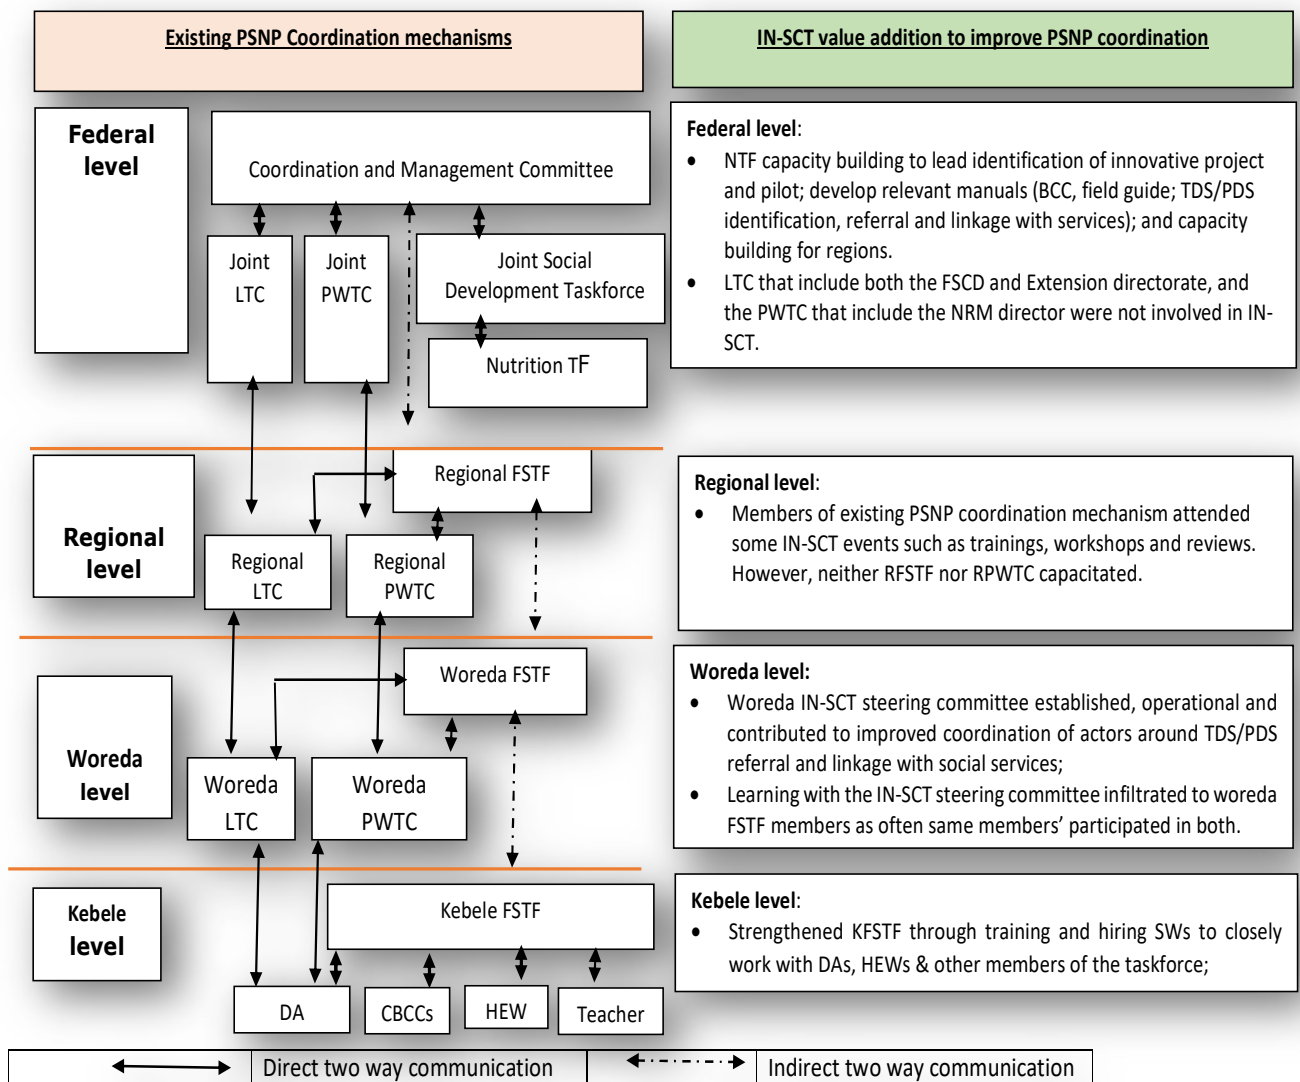 Existing PSNP Coordination mechanisms
IN-SCT value addition to improve PSNP coordination
Federal
level
Coordination and Management Committee
Joint
LTC
Joint
PWTC
Joint Social
Development Taskforce
Nutrition TF
Federal level:
• NTF capacity building to lead identification of innovative project
and pilot; develop relevant manuals (BCC, field guide; TDS/PDS
identification, referral and linkage with services); and capacity
building for regions.
• LTC that include both the FSCD and Extension directorate, and
the PWTC that include the NRM director were not involved in IN-
SCT.
Regional
level
Regional FSTF
Regional
LTC
Regional
PWTC
Regional level:
• Members of existing PSNP coordination mechanism attended
some IN-SCT events such as trainings, workshops and reviews.
However, neither RFSTF nor RPWTC capacitated.
Woreda
level
Woreda FSTF
Woreda
LTC
Woreda
PWTC
Woreda level:
• Woreda IN-SCT steering committee established, operational and
contributed to improved coordination of actors around TDS/PDS
referral and linkage with social services;
• Learning with the IN-SCT steering committee infiltrated to woreda
FSTF members as often same members’ participated in both.
Kebele
level
Kebele FSTF
DA
CBCCs
HEW
Teacher
Kebele level:
• Strengthened KFSTF through training and hiring SWs to closely
work with DAs, HEWs & other members of the taskforce;
Direct two way communication
Indirect two way communication